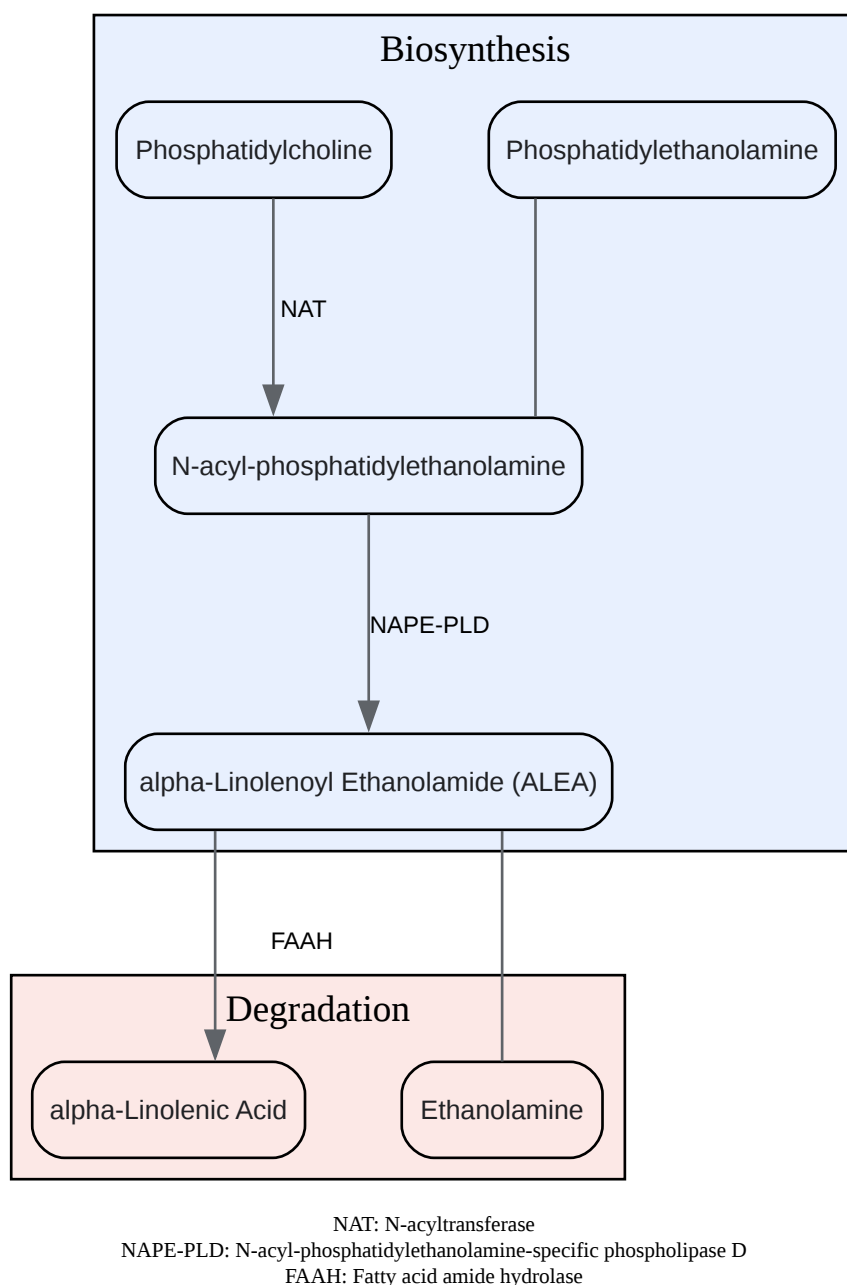 Biosynthesis
Phosphatidylcholine
Phosphatidylethanolamine
NAT
N-acyl-phosphatidylethanolamine
NAPE-PLD
alpha-Linolenoyl Ethanolamide (ALEA)
FAAH
Degradation
alpha-Linolenic Acid
Ethanolamine
NAT: N-acyltransferase
NAPE-PLD: N-acyl-phosphatidylethanolamine-specific phospholipase D
FAAH: Fatty acid amide hydrolase